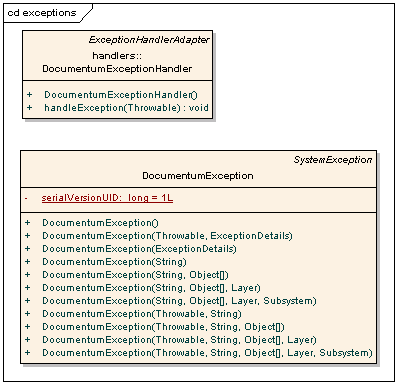 cd exceptions
ExceptionHandlerAdapter
handlers::
DocumentumExceptionHandler
+ DocumentumExceptionHandler()
+ handleException(Throwable) : void
SystemException
DocumentumException
- serialVersionUID: long = 1L
+ DocumentumException()
+ DocumentumException(Throwable, ExceptionDetails)
+ DocumentumException(ExceptionDetails)
+ DocumentumException(String)
+ DocumentumException(String, Object[])
+ DocumentumException(String, Object[], Layer)
+ DocumentumException(String, Object[], Layer, Subsystem)
+ DocumentumException(Throwable, String)
+ DocumentumException(Throwable, String, Object[])
+ DocumentumException(Throwable, String, Object[], Layer)
+ DocumentumException(Throwable, String, Object[], Layer, Subsystem)